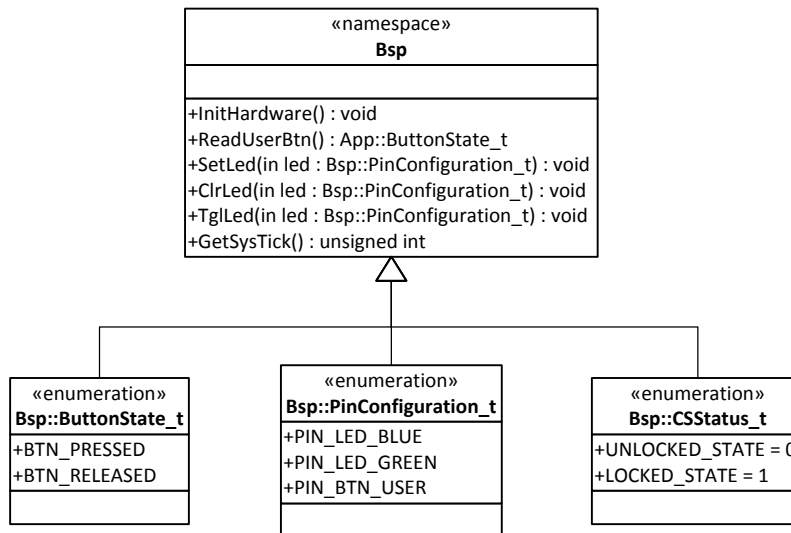 «namespace»
Bsp
+InitHardware() : void
+ReadUserBtn() : App::ButtonState_t
+SetLed(in led : Bsp::PinConfiguration_t) : void
+ClrLed(in led : Bsp::PinConfiguration_t) : void
+TglLed(in led : Bsp::PinConfiguration_t) : void
+GetSysTick() : unsigned int
«enumeration»
Bsp::ButtonState_t
+BTN_PRESSED
+BTN_RELEASED
«enumeration»
Bsp::PinConfiguration_t
+PIN_LED_BLUE
+PIN_LED_GREEN
+PIN_BTN_USER
«enumeration»
Bsp::CSStatus_t
+UNLOCKED_STATE = 0
+LOCKED_STATE = 1